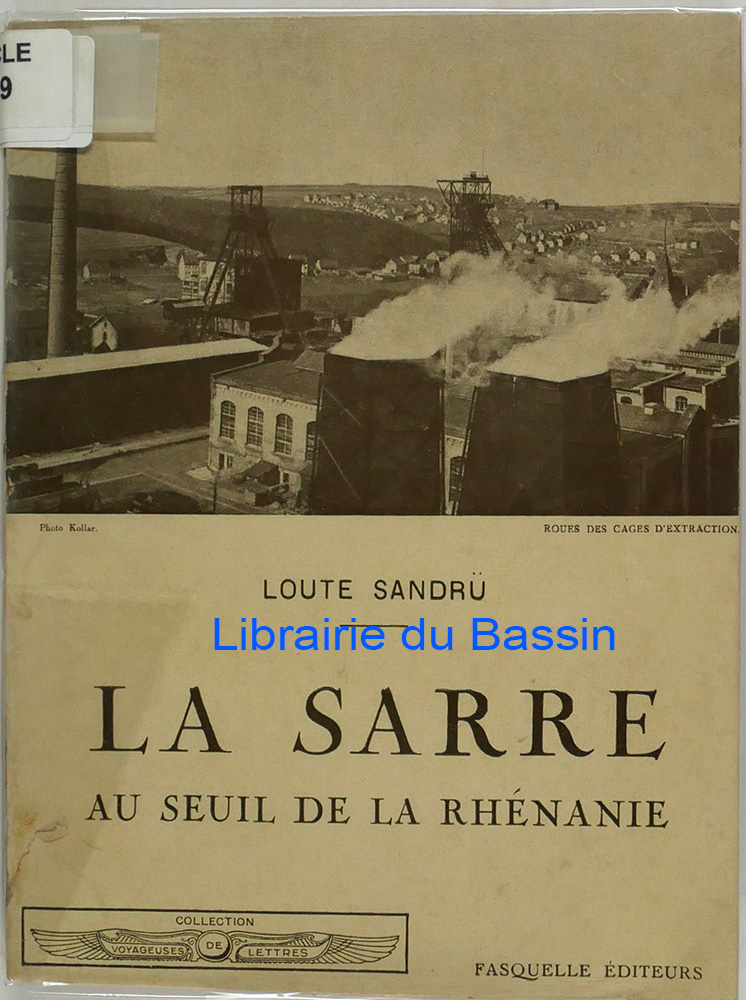 9
Photo Kollar.
ROUES DES CAGES D'EXTRACTION.
LOUTE SANDRÜ
Librairie du Bassin
LA SARRE
AU SEUIL DE LA RHÉNANIE
COLLECTION
VOYAGEUSES DE LETTRES
FASQUELLE ÉDITEURS